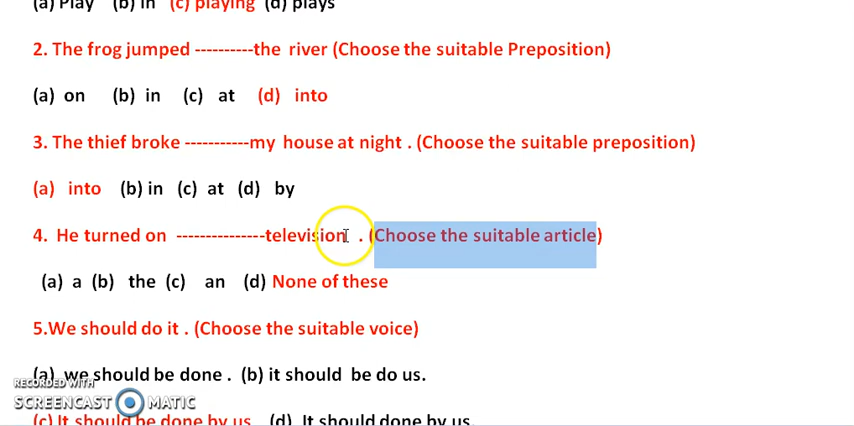 (a) Play (b) in (c) playing (d) plays
2. The frog jumped ----------the river (Choose the suitable Preposition)
(a) on (b) in (c) at (d) into
3. The thief broke -----------my house at night . (Choose the suitable preposition)
(a) into (b) in (c) at (d) by
4. He turned on ---------------television . (Choose the suitable article)
(a) a (b) the (c) an (d) None of these
5.We should do it . (Choose the suitable voice)
(a) we should be done . (b) it should be do us.
RECORDED WITH
SCREENCAST MATIC
(c) It should be done by us (d) It should done by us.